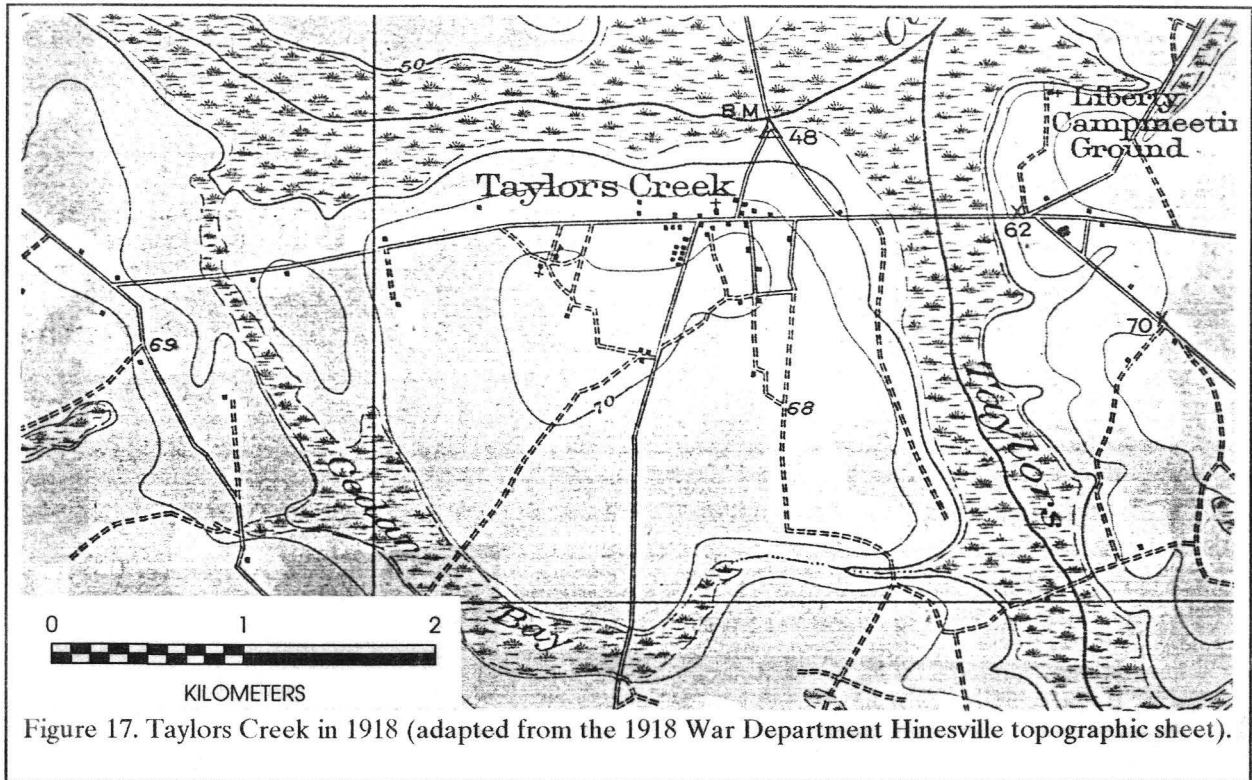 50
B.M
48
Liberty
Campmeetin
Ground
Taylors Creek
62
69
70
70
68
Taylors
Bay
0 1 2
KILOMETERS
Figure 17. Taylors Creek in 1918 (adapted from the 1918 War Department Hinesville topographic sheet).